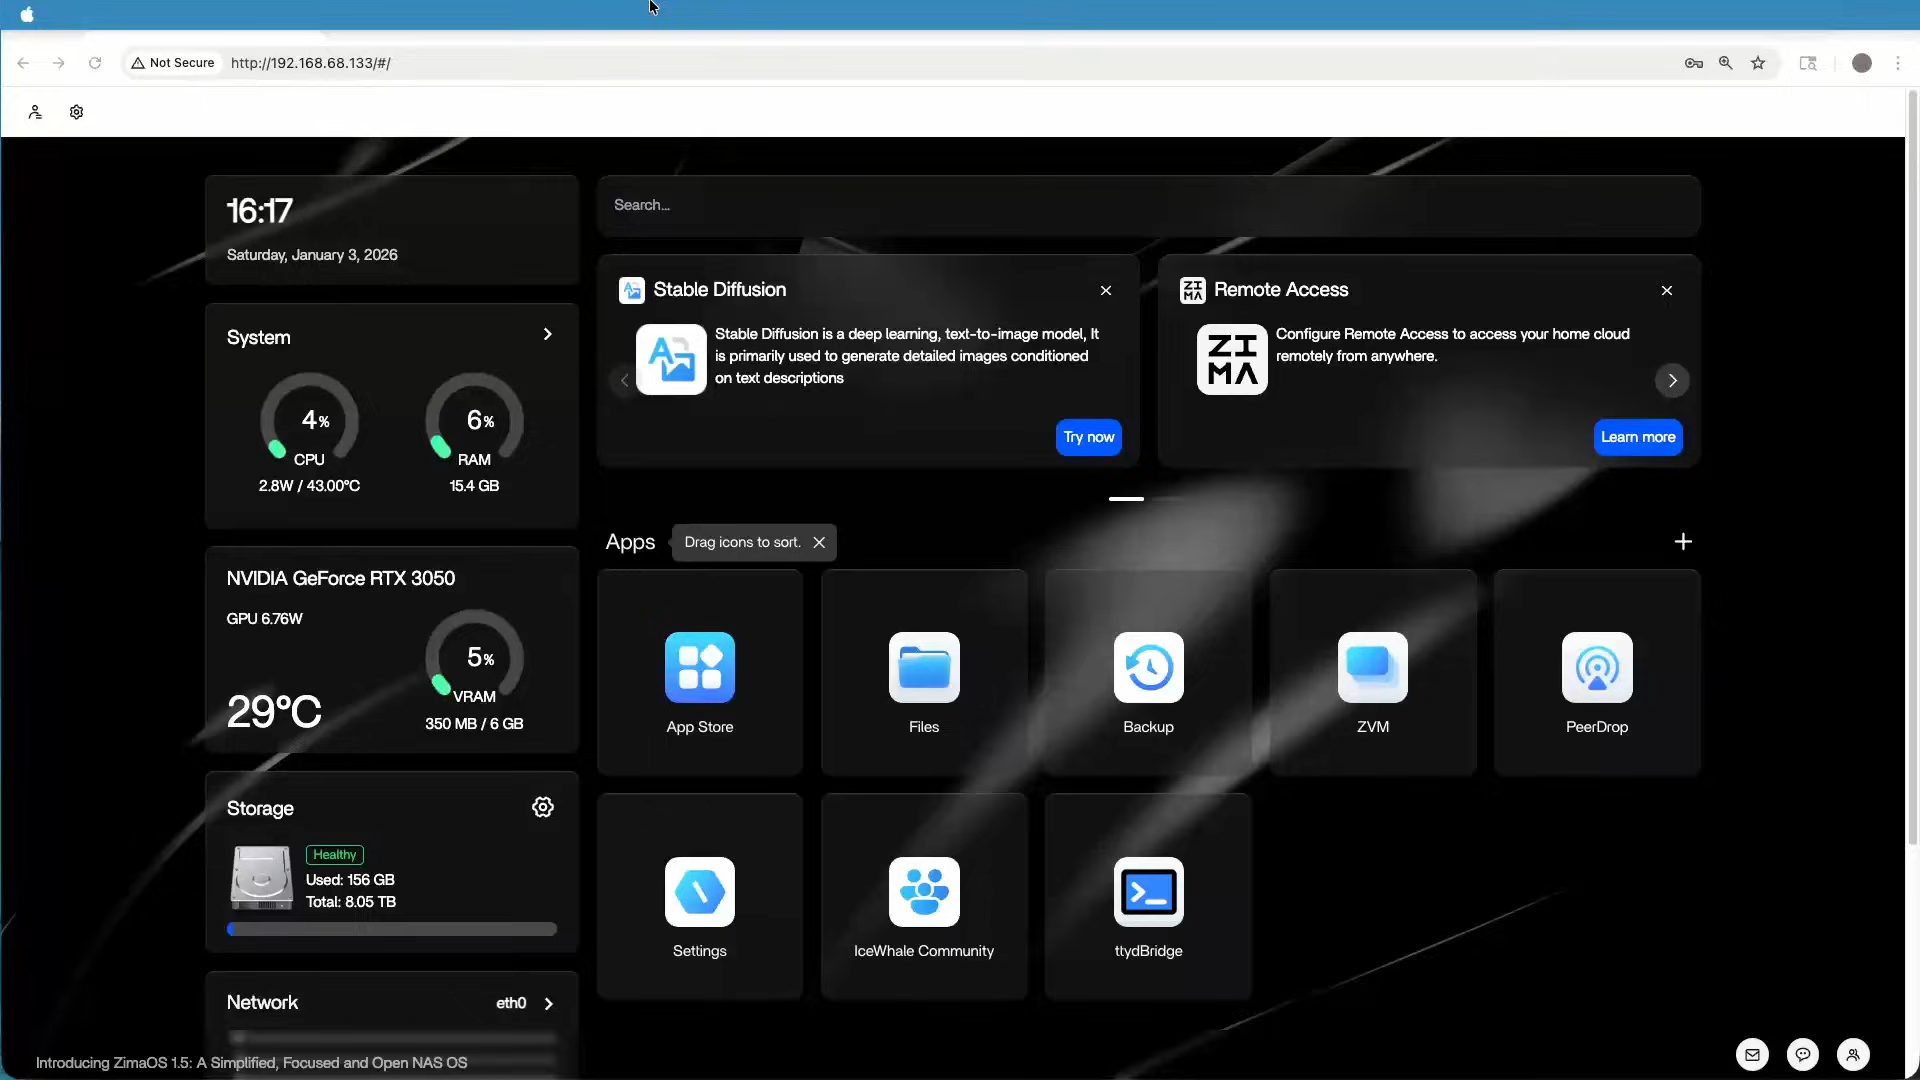 Not Secure
http://192.168.68.133/#/
16:17
Saturday, January 3, 2026
Search...
System
4%
CPU
2.8W / 43.00°C
6%
RAM
15.4 GB
NVIDIA GeForce RTX 3050
GPU 6.76W
29°C
5%
VRAM
350 MB / 6 GB
Storage
Healthy
Used: 156 GB
Total: 8.05 TB
Network
eth0
Stable Diffusion
Stable Diffusion is a deep learning, text-to-image model, It
is primarily used to generate detailed images conditioned
on text descriptions
Try now
ZIMA
Remote Access
ZI
MA
Configure Remote Access to access your home cloud
remotely from anywhere.
Learn more
Apps
Drag icons to sort.
App Store
Files
Backup
ZVM
PeerDrop
Settings
IceWhale Community
ttydBridge
Introducing ZimaOS 1.5: A Simplified, Focused and Open NAS OS